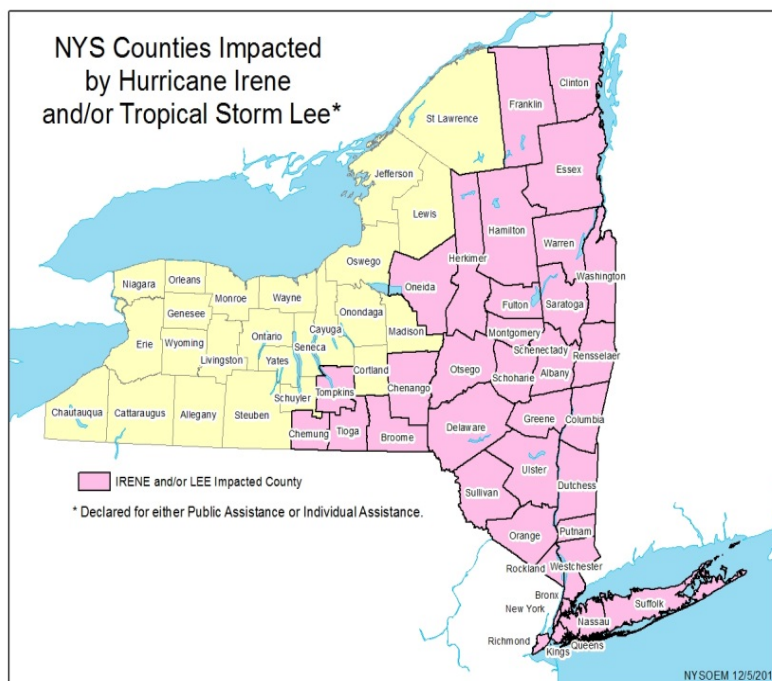 NYS Counties Impacted
by Hurricane Irene
and/or Tropical Storm Lee*
Clinton
Franklin
St Lawrence
Essex
Jefferson
Lewis
Hamilton
Warren
Herkimer
Oswego
Washington
Oneida
Niagara
Orleans
Monroe
Wayne
Fulton
Saratoga
Genesee
Onondaga
Madison
Montgomery
Cayuga
Ontario
Erie
Wyoming
Seneca
Schenectady
Rensselaer
Livingston
Yates
Otsego
Schoharie
Albany
Cortland
Chenango
Schuyler
Tompkins
Chautauqua
Cattaraugus
Allegany
Steuben
Greene
Columbia
Delaware
Chemung
Tioga
Broome
Ulster
IRENE and/or LEE Impacted County
Dutchess
Sullivan
* Declared for either Public Assistance or Individual Assistance.
Orange
Putnam
Rockland
Westchester
Bronx
Suffolk
New York
Nassau
Richmond
Queens
Kings
NYSOEM 12/5/201